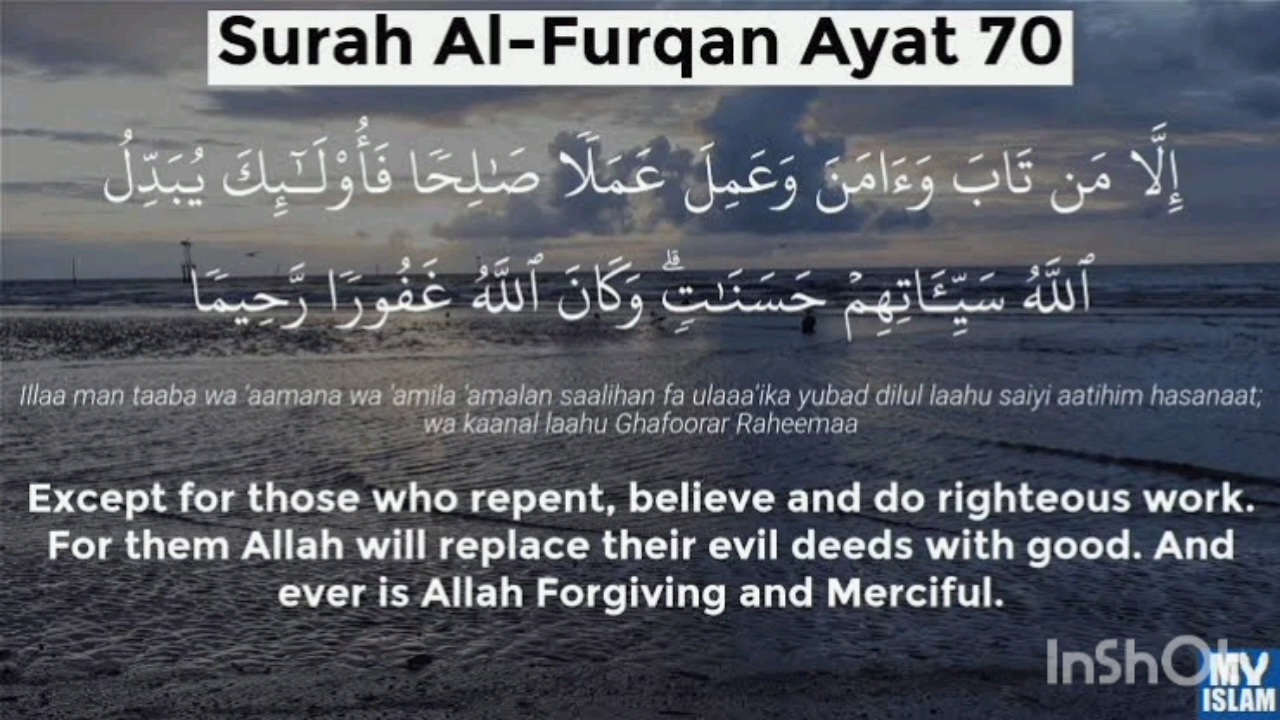 Surah Al-Furqan Ayat 70
إِلَّا مَن تَابَ وَءَامَنَ وَعَمِلَ عَمَلًا صَـٰلِحًا فَأُو۟لَـٰٓئِكَ يُبَدِّلُ
ٱللَّهُ سَيِّـَٔاتِهِمْ حَسَنَـٰتٍ ۗ وَكَانَ ٱللَّهُ غَفُورًا رَّحِيمًا
Illaa man taaba wa 'aamana wa 'amila 'amalan saalihan fa ulaaa'ika yubad dilul laahu saiyi aatihim hasanaat;
wa kaanal laahu Ghafoorar Raheemaa
Except for those who repent, believe and do righteous work.
For them Allah will replace their evil deeds with good. And
ever is Allah Forgiving and Merciful.
InShO
MY
ISLAM